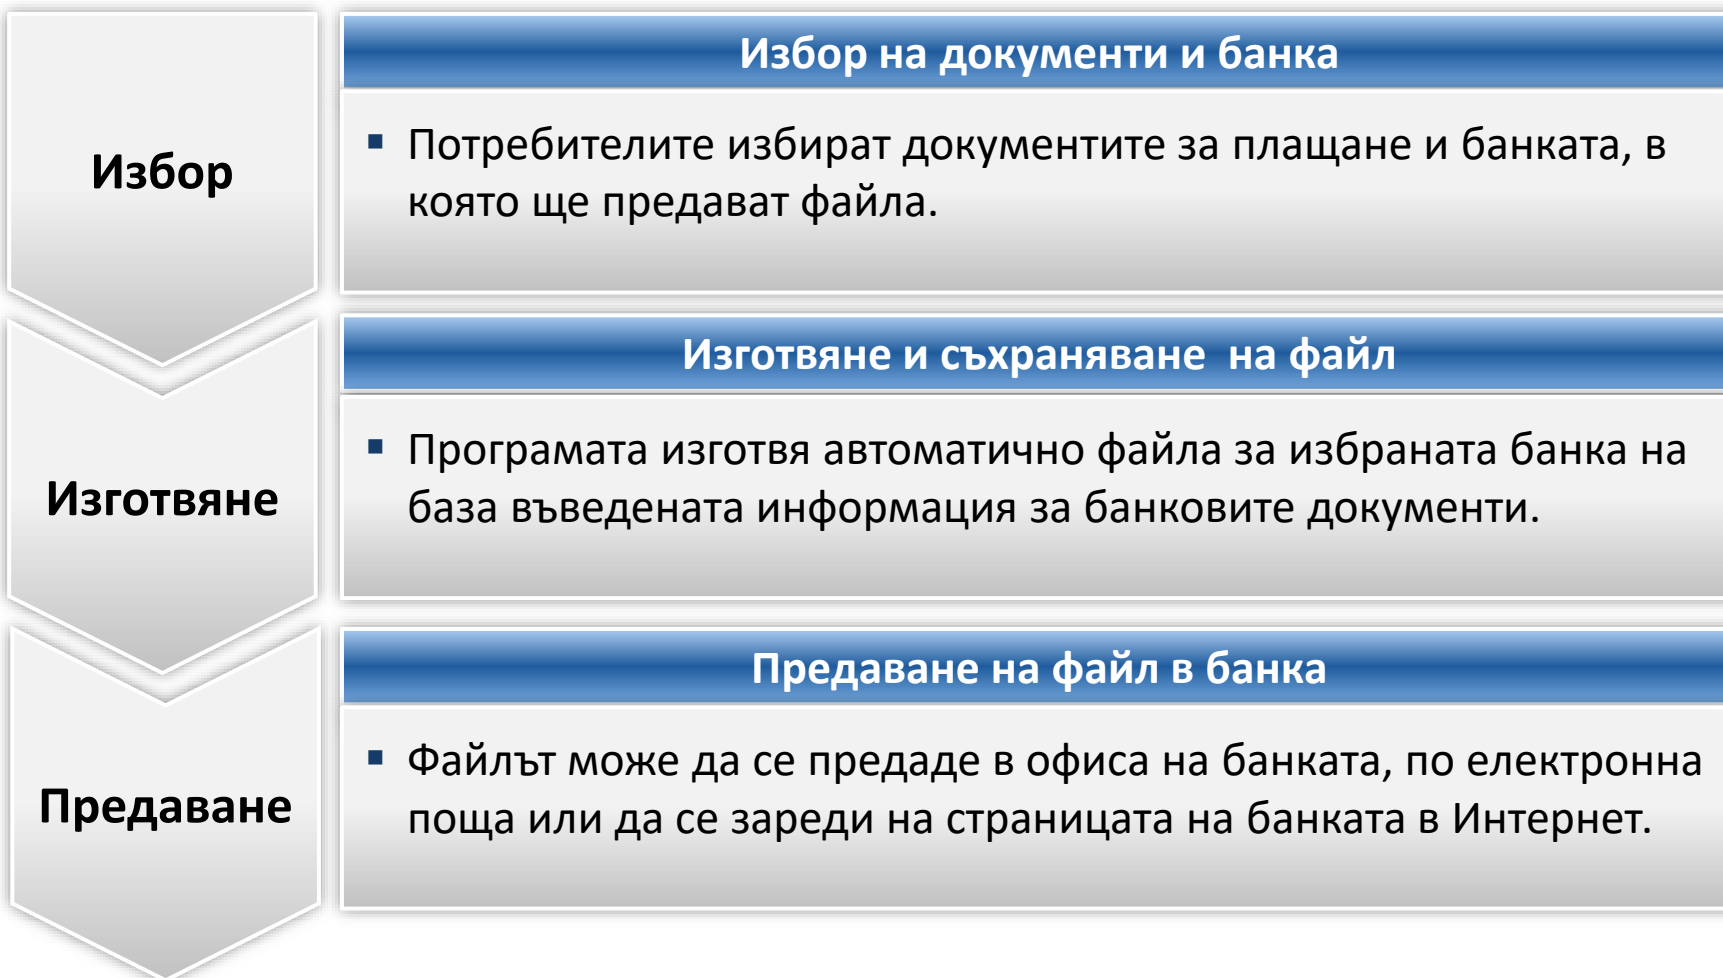 Избор
Избор на документи и банка
▪ Потребителите избират документите за плащане и банката, в
която ще предават файла.
Изготвяне
Изготвяне и съхраняване на файл
▪ Програмата изготвя автоматично файла за избраната банка на
база въведената информация за банковите документи.
Предаване
Предаване на файл в банка
▪ Файлът може да се предаде в офиса на банката, по електронна
поща или да се зареди на страницата на банката в Интернет.